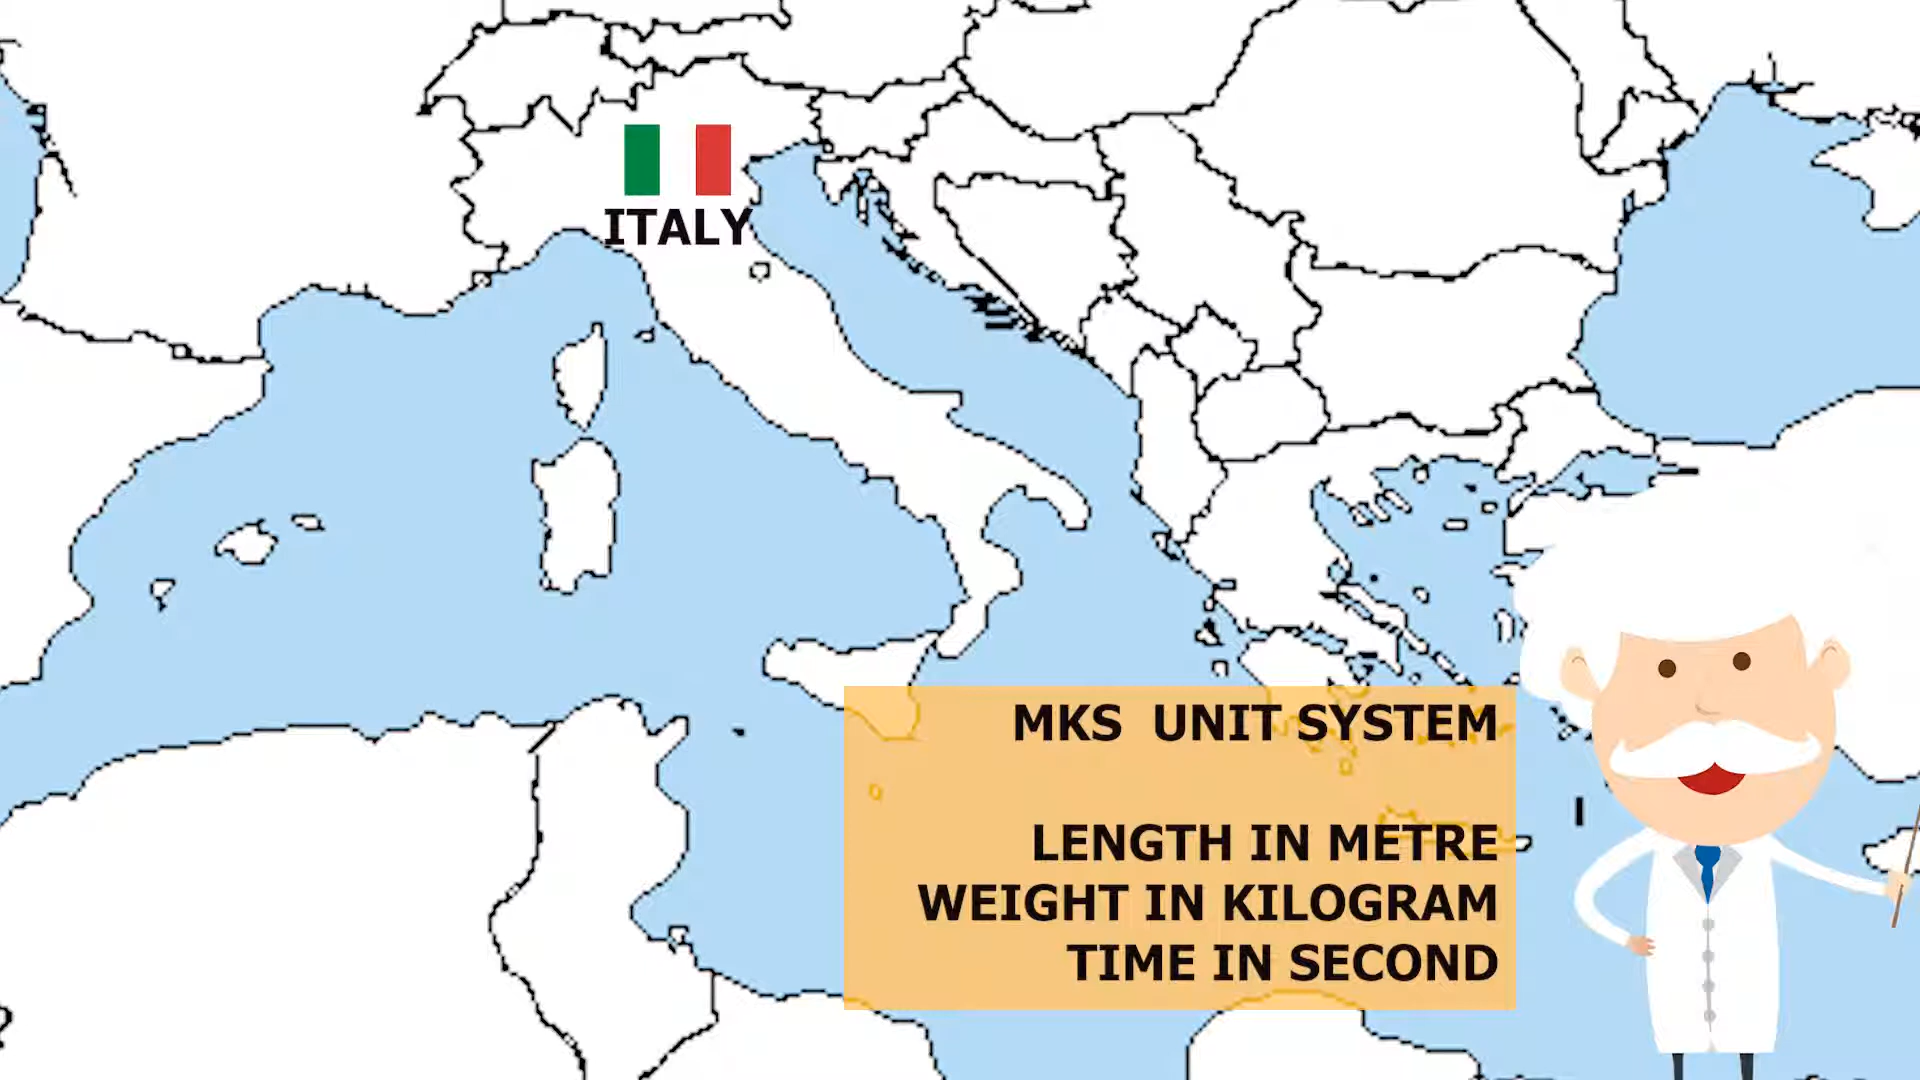 ITALY
MKS UNIT SYSTEM
LENGTH IN METRE
WEIGHT IN KILOGRAM
TIME IN SECOND